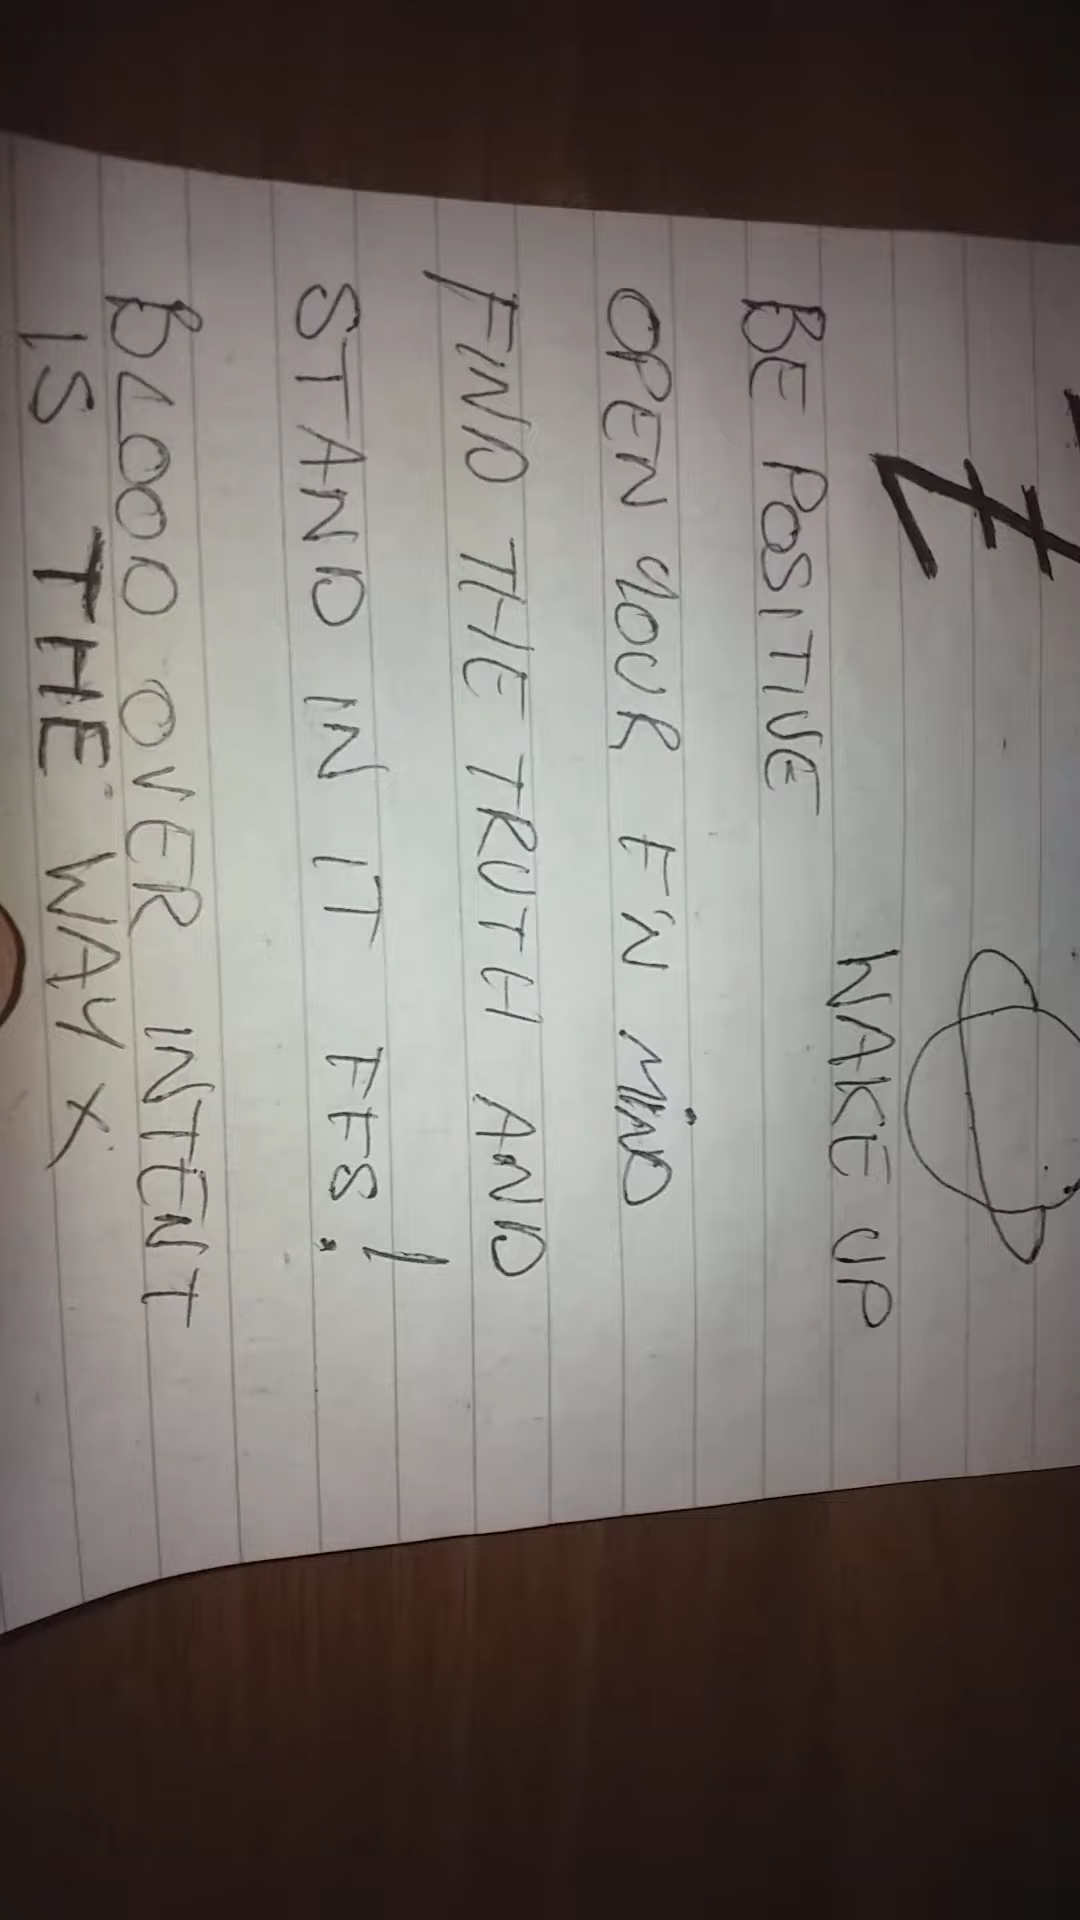 WAKE UP
BE POSITIVE
OPEN YOUR F'N MIND
FIND THE TRUTH AND
STAND IN IT FFS!
BLOOD OVER INTENT
IS THE WAY X